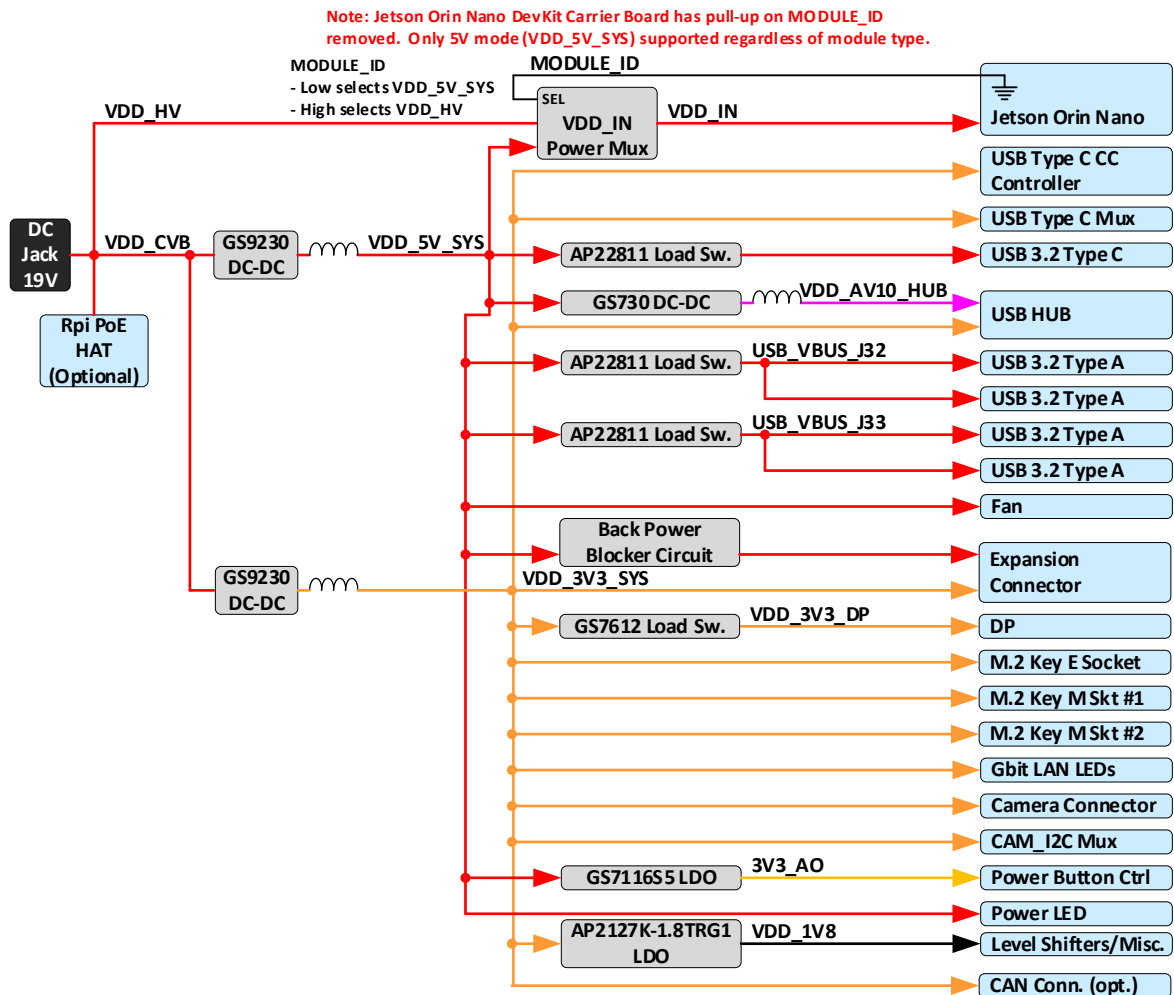 Note: Jetson Orin Nano DevKit Carrier Board has pull-up on MODULE_ID
removed. Only 5V mode (VDD_5V_SYS) supported regardless of module type.
MODULE_ID
- Low selects VDD_5V_SYS
- High selects VDD_HV
MODULE_ID
SEL
VDD_IN
Power Mux
VDD_HV
VDD_IN
Jetson Orin Nano
USB Type C CC
Controller
USB Type C Mux
DC
Jack
19V
VDD_CVB
GS9230
DC-DC
VDD_5V_SYS
AP22811 Load Sw.
USB 3.2 Type C
GS730 DC-DC
VDD_AV10_HUB
USB HUB
Rpi PoE
HAT
(Optional)
AP22811 Load Sw.
USB_VBUS_J32
USB 3.2 Type A
USB 3.2 Type A
AP22811 Load Sw.
USB_VBUS_J33
USB 3.2 Type A
USB 3.2 Type A
Fan
Back Power
Blocker Circuit
Expansion
Connector
GS9230
DC-DC
VDD_3V3_SYS
GS7612 Load Sw.
VDD_3V3_DP
DP
M.2 Key E Socket
M.2 Key M Skt #1
M.2 Key M Skt #2
Gbit LAN LEDs
Camera Connector
CAM_I2C Mux
GS7116S5 LDO
3V3_AO
Power Button Ctrl
Power LED
AP2127K-1.8TRG1
LDO
VDD_1V8
Level Shifters/Misc.
CAN Conn. (opt.)